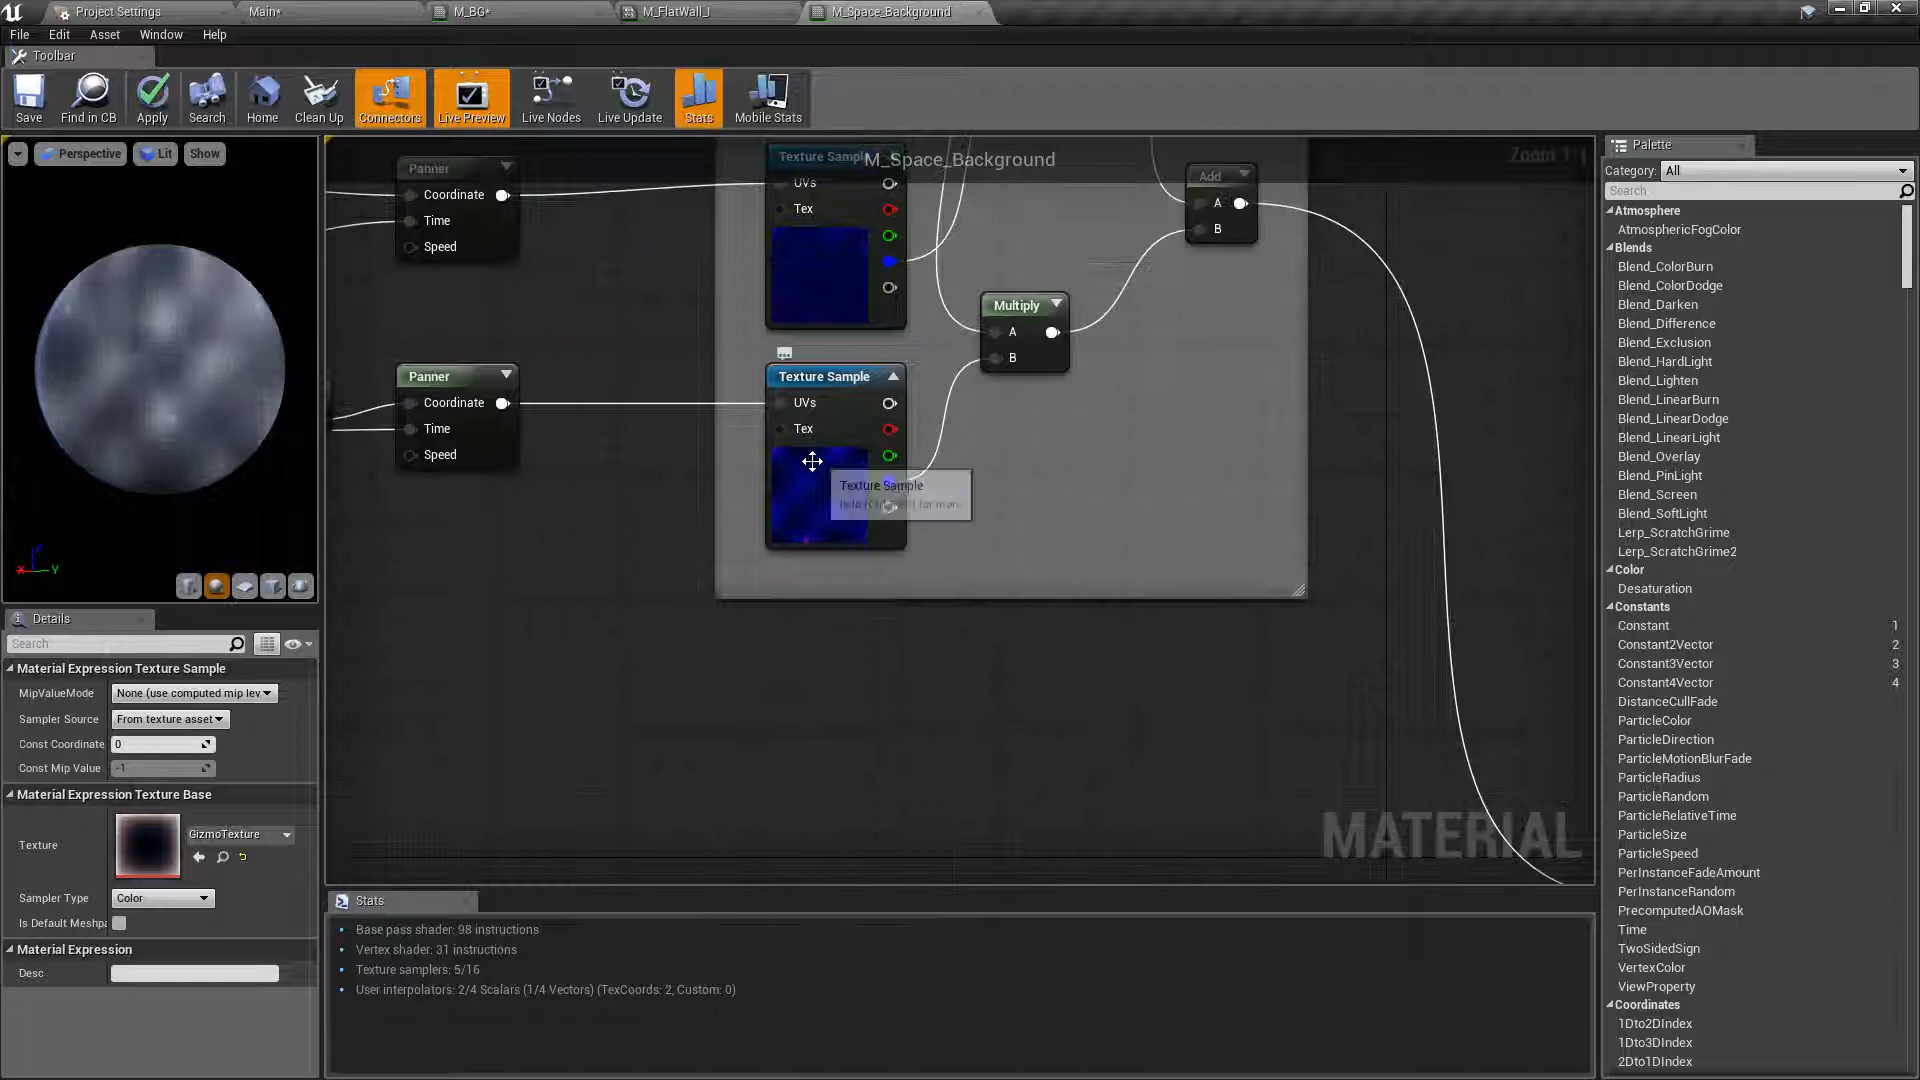 Project Settings
Main*
M_BG*
M_FlatWall_I
M_Space_Background
File
Edit
Asset
Window
Help
Toolbar
Save
Find in CB
Apply
Search
Home
Clean Up
Connectors
Live Preview
Live Nodes
Live Update
Stats
Mobile Stats
Perspective
Lit
Show
M_Space_Background
Zoom 1:1
Panner
Coordinate
Time
Speed
Texture Sample
UVs
Tex
Add
A
B
Multiply
A
B
Panner
Coordinate
Time
Speed
Texture Sample
UVs
Tex
Texture Sample
MATERIAL
X
Y
Details
Search
Material Expression Texture Sample
MipValueMode
None (use computed mip lev
Sampler Source
From texture asset
Const Coordinate
0
Const Mip Value
-1
Material Expression Texture Base
Texture
GizmoTexture
Sampler Type
Color
Is Default Meshpa
Material Expression
Desc
Stats
Base pass shader: 98 instructions
Vertex shader: 31 instructions
Texture samplers: 5/16
User interpolators: 2/4 Scalars (1/4 Vectors) (TexCoords: 2, Custom: 0)
Palette
Category:
All
Search
Atmosphere
AtmosphericFogColor
Blends
Blend_ColorBurn
Blend_ColorDodge
Blend_Darken
Blend_Difference
Blend_Exclusion
Blend_HardLight
Blend_Lighten
Blend_LinearBurn
Blend_LinearDodge
Blend_LinearLight
Blend_Overlay
Blend_PinLight
Blend_Screen
Blend_SoftLight
Lerp_ScratchGrime
Lerp_ScratchGrime2
Color
Desaturation
Constants
Constant 1
Constant2Vector 2
Constant3Vector 3
Constant4Vector 4
DistanceCullFade
ParticleColor
ParticleDirection
ParticleMotionBlurFade
ParticleRadius
ParticleRandom
ParticleRelativeTime
ParticleSize
ParticleSpeed
PerInstanceFadeAmount
PerInstanceRandom
PrecomputedAOMask
Time
TwoSidedSign
VertexColor
ViewProperty
Coordinates
1Dto2DIndex
1Dto3DIndex
2Dto1DIndex